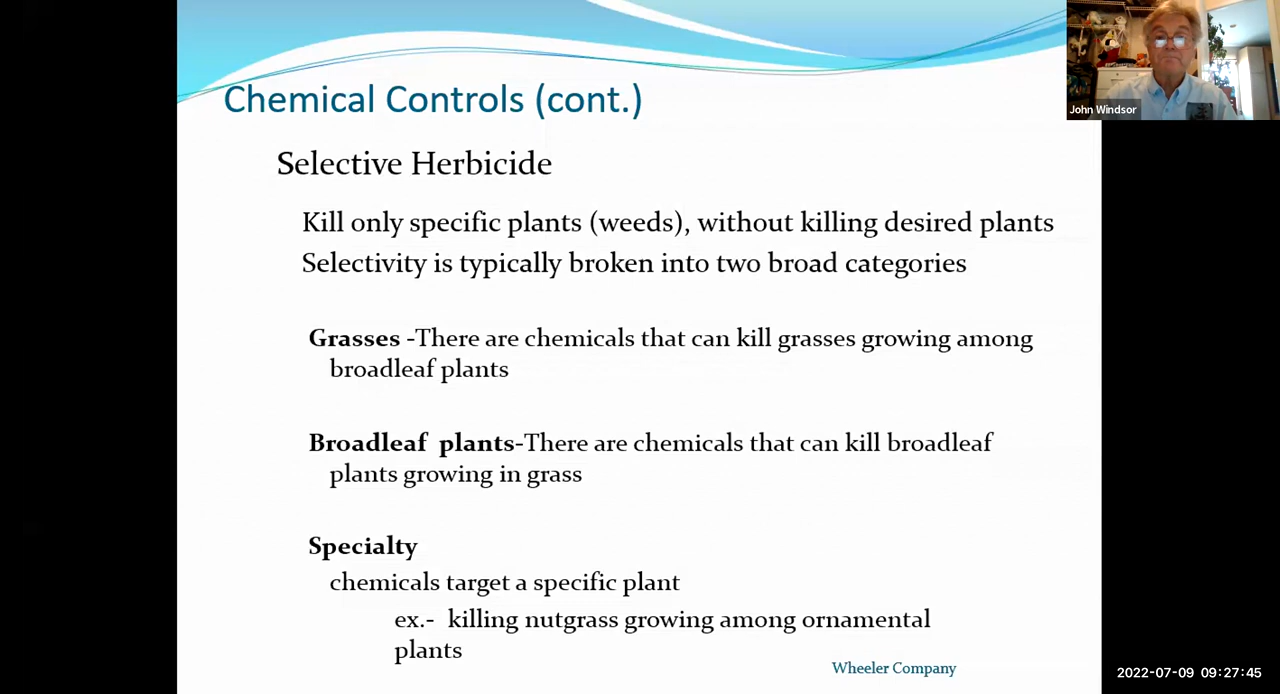 Chemical Controls (cont.)
John Windsor
Selective Herbicide
Kill only specific plants (weeds), without killing desired plants
Selectivity is typically broken into two broad categories
Grasses -There are chemicals that can kill grasses growing among
broadleaf plants
Broadleaf plants-There are chemicals that can kill broadleaf
plants growing in grass
Specialty
chemicals target a specific plant
ex.- killing nutgrass growing among ornamental
plants
Wheeler Company
2022-07-09 09:27:45